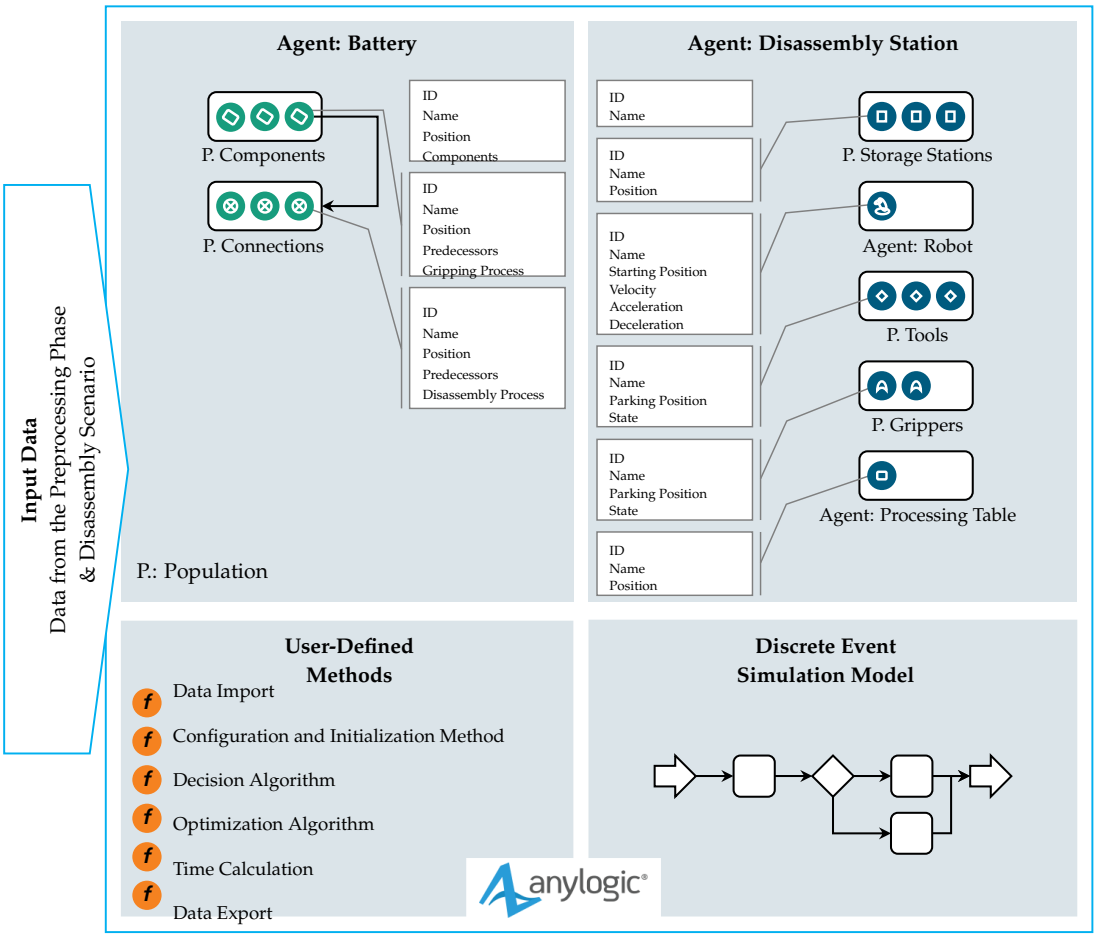 Input Data
Data from the Preprocessing Phase
& Disassembly Scenario
Agent: Battery
P. Components
P. Connections
ID
Name
Position
Components
ID
Name
Position
Predecessors
Gripping Process
ID
Name
Position
Predecessors
Disassembly Process
P.: Population
Agent: Disassembly Station
ID
Name
ID
Name
Position
ID
Name
Starting Position
Velocity
Acceleration
Deceleration
ID
Name
Parking Position
State
ID
Name
Parking Position
State
ID
Name
Position
P. Storage Stations
Agent: Robot
P. Tools
P. Grippers
Agent: Processing Table
User-Defined
Methods
f Data Import
f Configuration and Initialization Method
f Decision Algorithm
f Optimization Algorithm
f Time Calculation
f Data Export
Discrete Event
Simulation Model
anylogic®